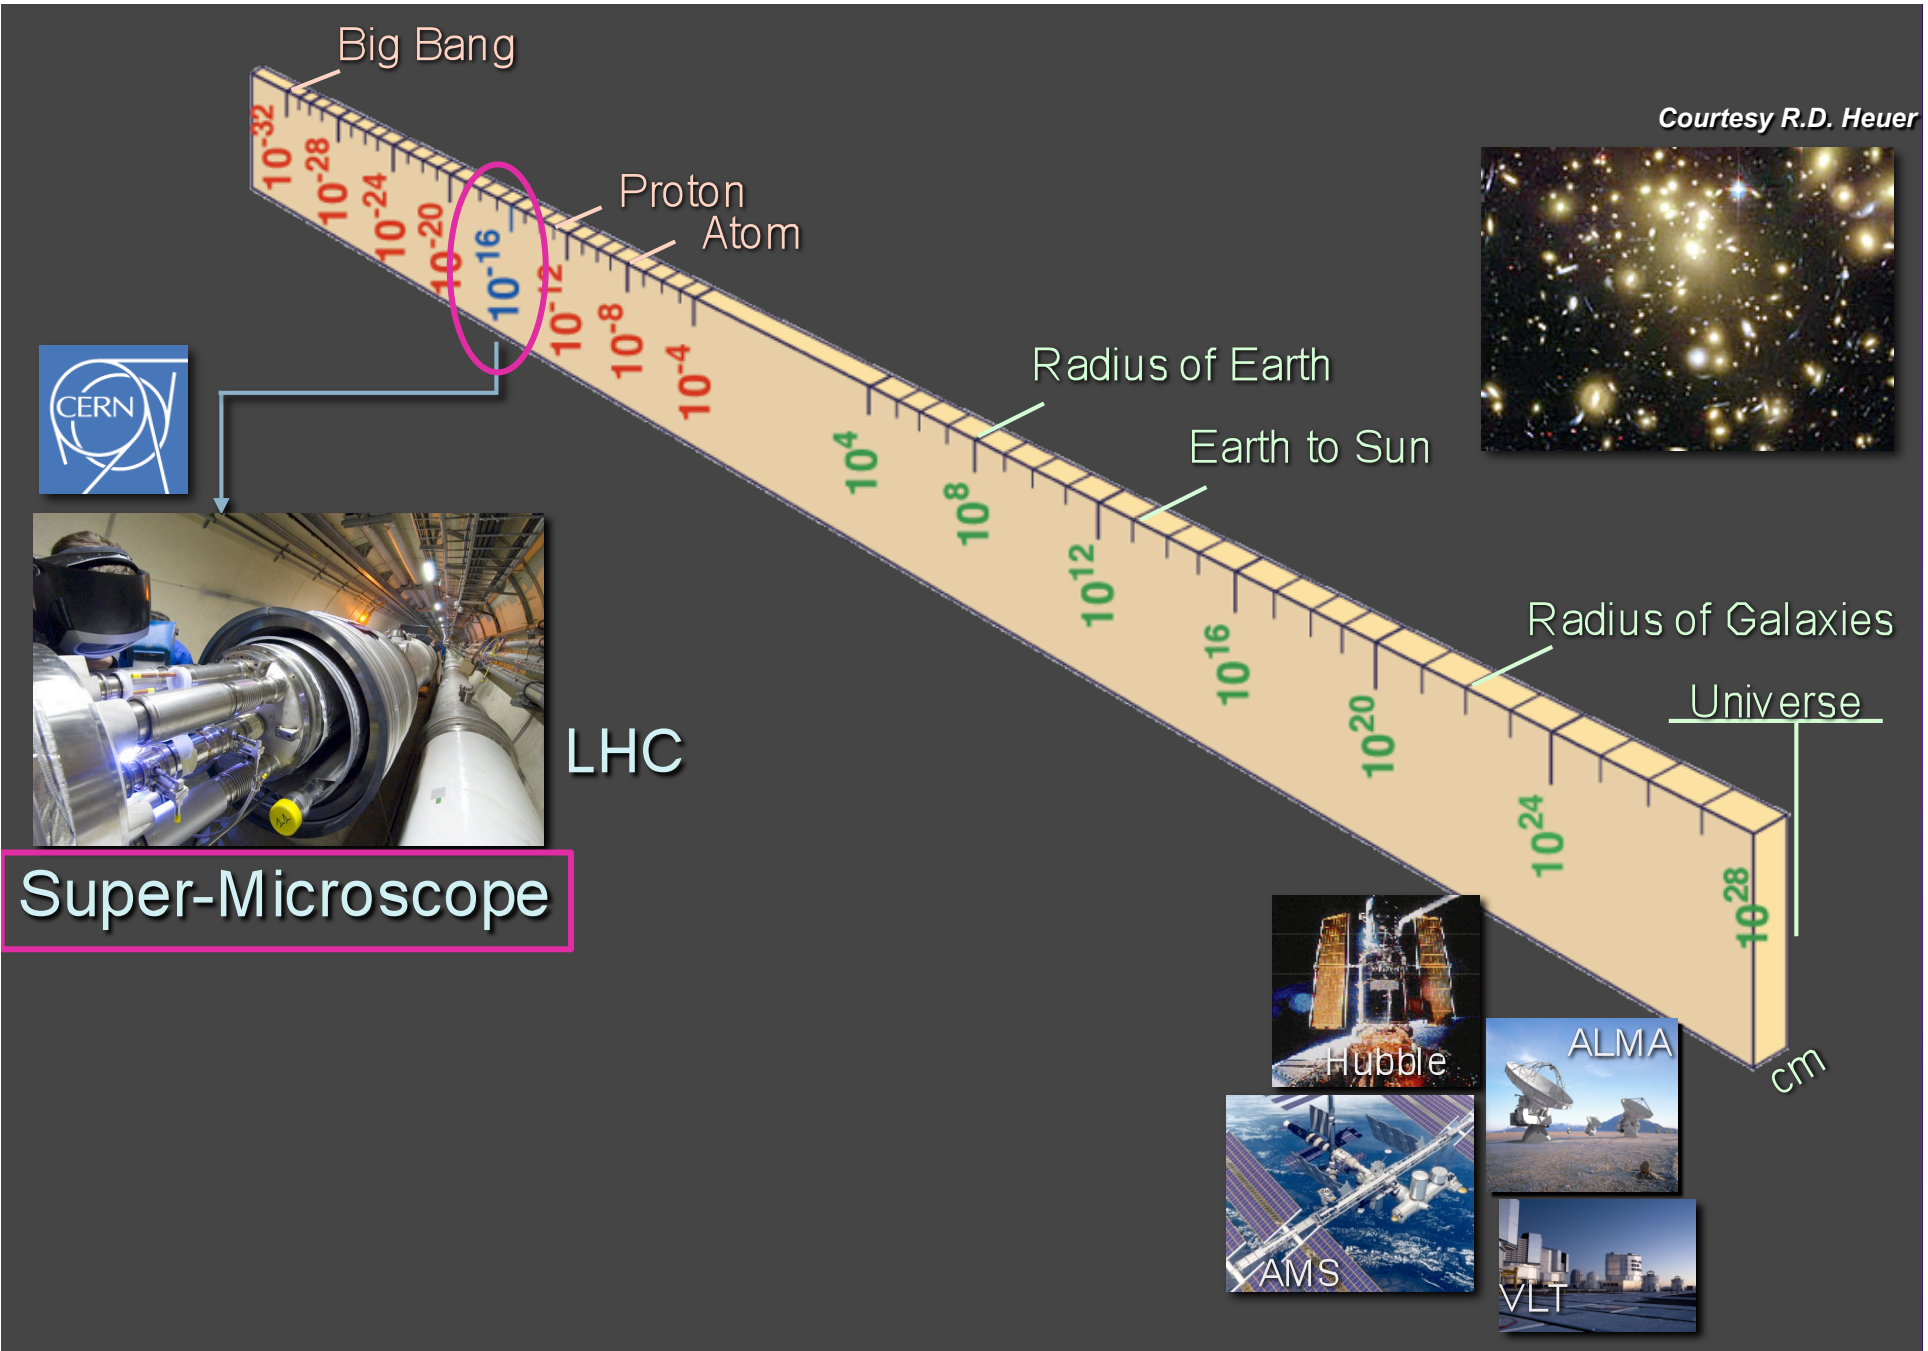 Big Bang
Courtesy R.D. Heuer
10-32
10-28
10-24
10-20
10-16
10-12
10-8
10-4
Proton
Atom
Radius of Earth
Earth to Sun
104
108
1012
1016
1020
1024
1028
Radius of Galaxies
Universe
cm
CERN
LHC
Super-Microscope
Hubble
ALMA
AMS
VLT